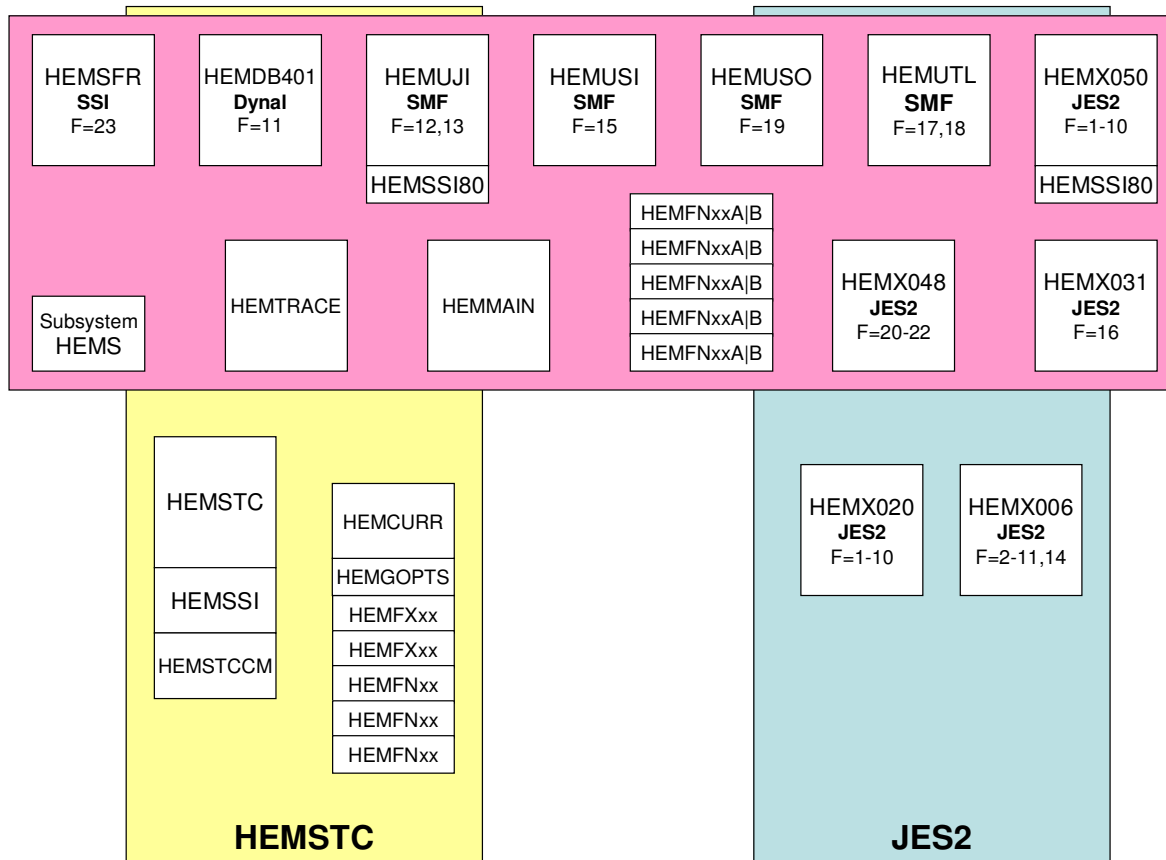 HEMSFR
SSI
F=23
HEMDB401
Dynal
F=11
HEMUJI
SMF
F=12,13
HEMSSI80
HEMUSI
SMF
F=15
HEMUSO
SMF
F=19
HEMUTL
SMF
F=17,18
HEMX050
JES2
F=1-10
HEMSSI80
Subsystem
HEMS
HEMTRACE
HEMMAIN
HEMFNxxA|B
HEMFNxxA|B
HEMFNxxA|B
HEMFNxxA|B
HEMFNxxA|B
HEMX048
JES2
F=20-22
HEMX031
JES2
F=16
HEMSTC
HEMSSI
HEMSTCCM
HEMCURR
HEMGOPTS
HEMFXxx
HEMFXxx
HEMFNxx
HEMFNxx
HEMFNxx
HEMX020
JES2
F=1-10
HEMX006
JES2
F=2-11,14
HEMSTC
JES2